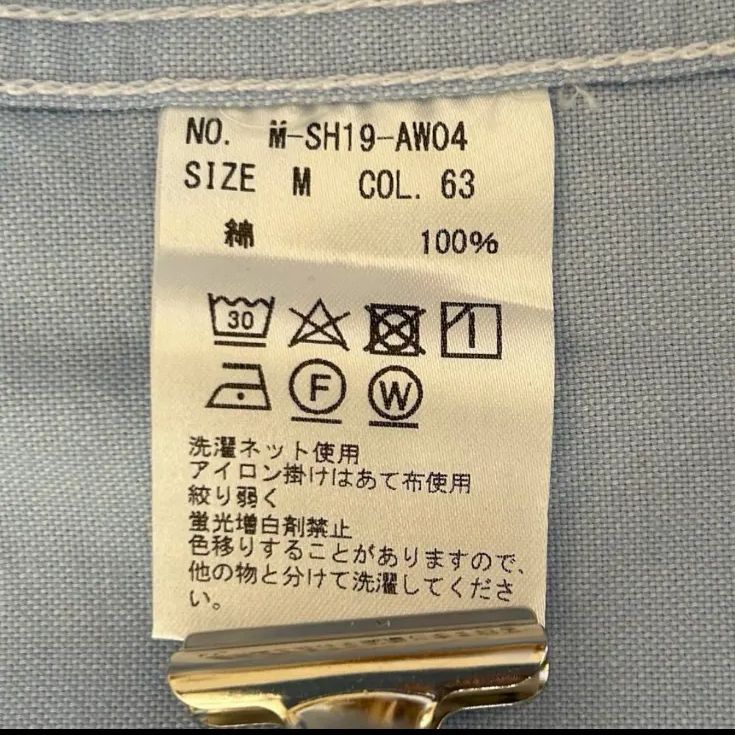 NO. M-SH19-AW04
SIZE M COL. 63
綿 100%
30
F W
洗濯ネット使用
アイロン掛けはあて布使用
絞り弱く
蛍光増白剤禁止
色移りすることがありますので、
他の物と分けて洗濯してくださ
い。